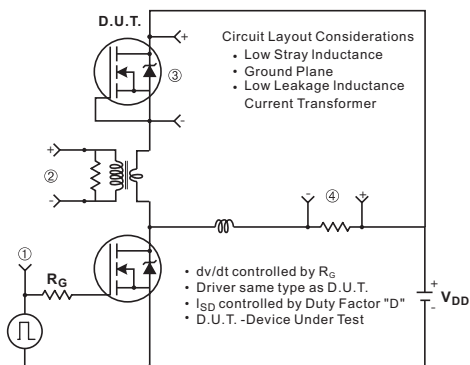 D.U.T.
+
Circuit Layout Considerations
• Low Stray Inductance
• Ground Plane
• Low Leakage Inductance
Current Transformer
③
-
+
②
-
-
④
+
①
R_G
• dv/dt controlled by R_G
• Driver same type as D.U.T.
• I_SD controlled by Duty Factor "D"
• D.U.T. -Device Under Test
+
V_DD
-